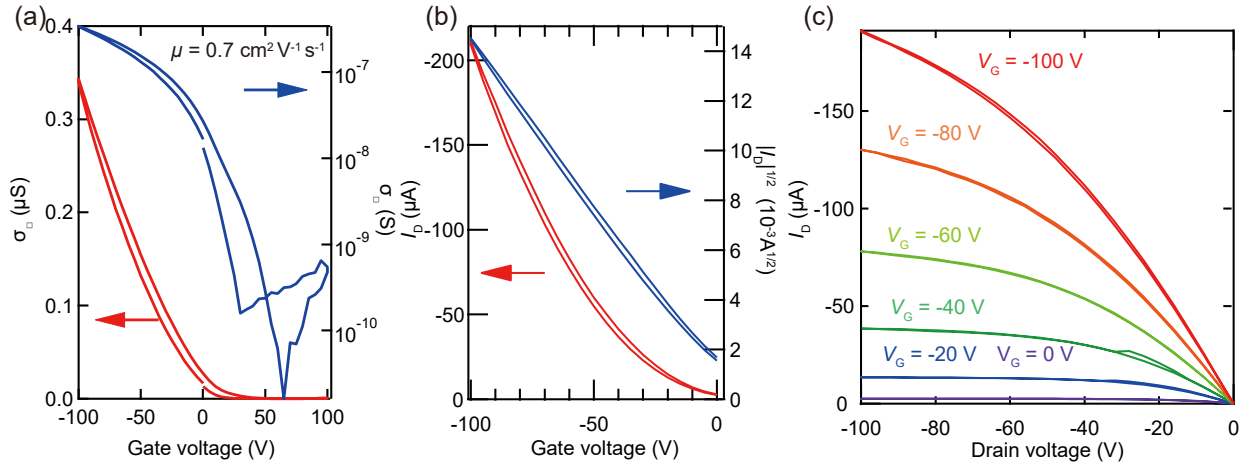 (a)
0.4
0.3
0.2
0.1
0.0
σ□ (μS)
μ = 0.7 cm² V⁻¹ s⁻¹
10⁻⁷
10⁻⁸
10⁻⁹
10⁻¹⁰
σ□ (S)
-100
-50
0
50
100
Gate voltage (V)
(b)
-200
-150
-100
-50
0
I_D (μA)
14
12
10
8
6
4
2
0
|I_D|^1/2 (10⁻³A^1/2)
-100
-50
0
Gate voltage (V)
(c)
-150
-100
-50
0
I_D (μA)
V_G = -100 V
V_G = -80 V
V_G = -60 V
V_G = -40 V
V_G = -20 V
V_G = 0 V
-100
-80
-60
-40
-20
0
Drain voltage (V)